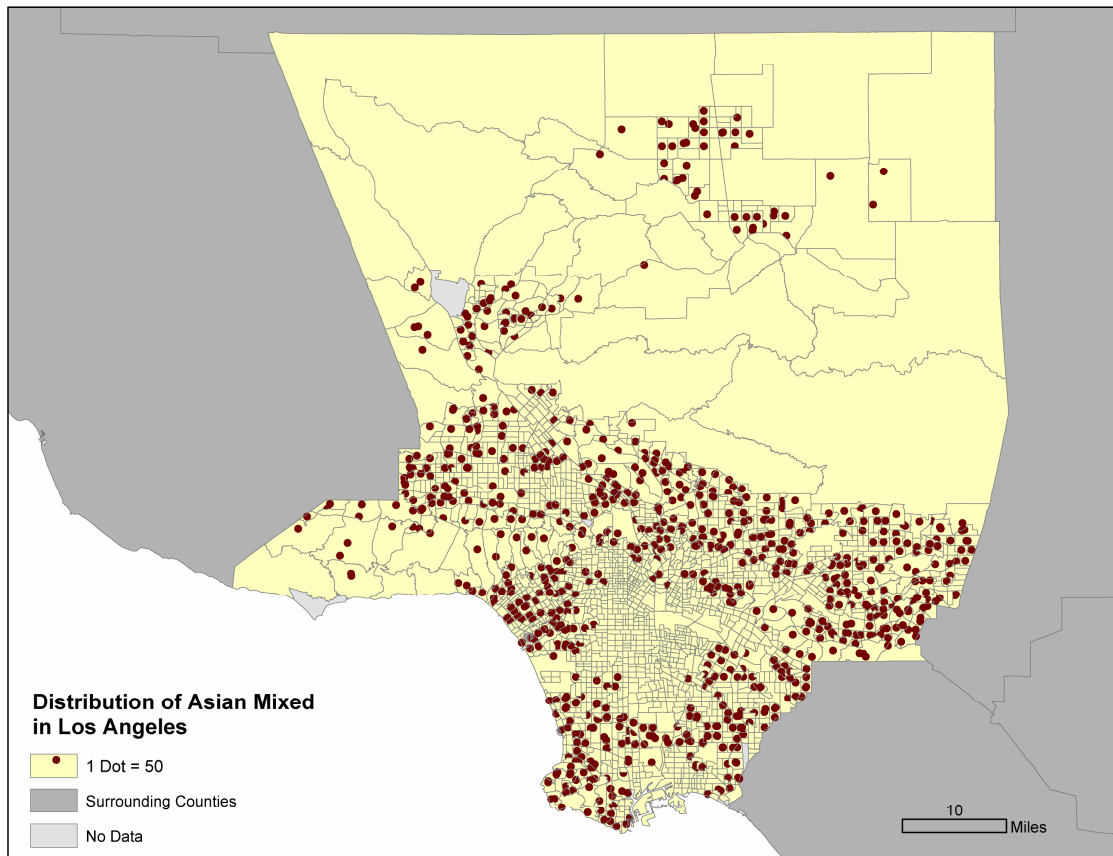 Distribution of Asian Mixed
in Los Angeles
1 Dot = 50
Surrounding Counties
No Data
10
Miles